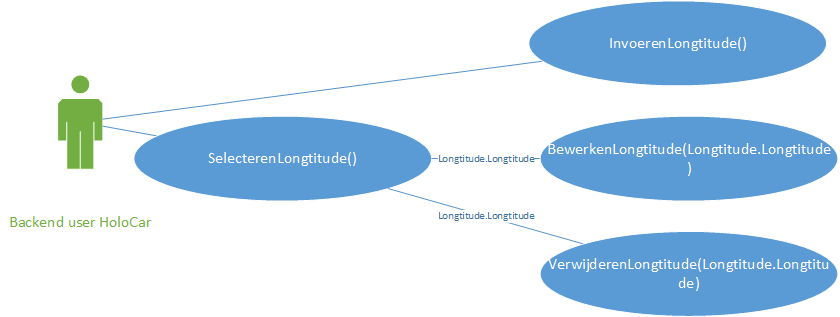 InvoerenLongtitude()
SelecterenLongtitude()
Longtitude.Longtitude
BewerkenLongtitude(Longtitude.Longtitude
)
Backend user HoloCar
Longtitude.Longtitude
VerwijderenLongtitude(Longtitude.Longtitu
de)